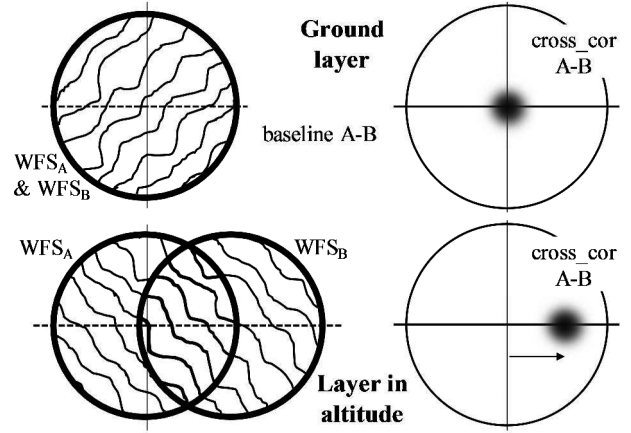 Ground
layer
cross_cor
A-B
baseline A-B
WFSA
& WFSB
WFSA
WFSB
cross_cor
A-B
Layer in
altitude